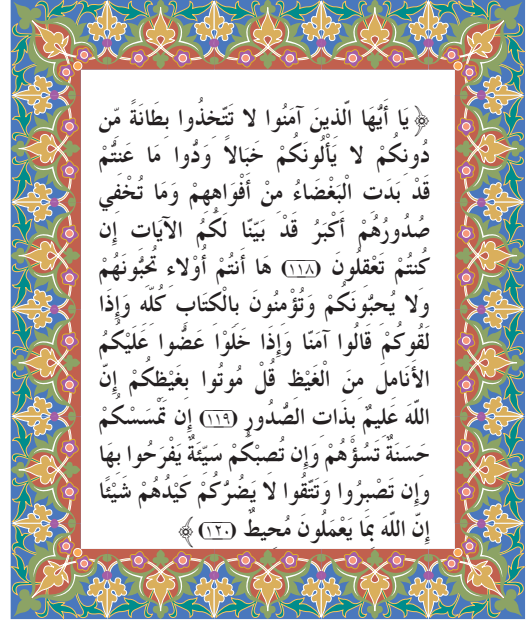 ﴿ يَا أَيُّهَا الَّذِينَ آمَنُوا لا تَتَّخِذُوا بِطَانَةً مِّن
دُونِكُمْ لا يَأْلُونَكُمْ خَبَالاً وَدُّوا مَا عَنِتُّمْ
قَدْ بَدَتِ الْبَغْضَاءُ مِنْ أَفْوَاهِهِمْ وَمَا تُخْفِي
صُدُورُهُمْ أَكْبَرُ قَدْ بَيَّنَّا لَكُمُ الآيَاتِ إِن
كُنتُمْ تَعْقِلُونَ (١١٨) هَا أَنتُمْ أُوْلاءِ تُحِبُّونَهُمْ
وَلا يُحِبُّونَكُمْ وَتُؤْمِنُونَ بِالْكِتَابِ كُلِّهِ وَإِذَا
لَقُوكُمْ قَالُوا آمَنَّا وَإِذَا خَلَوْا عَضُّوا عَلَيْكُمُ
الأَنَامِلَ مِنَ الْغَيْظِ قُلْ مُوتُوا بِغَيْظِكُمْ إِنَّ
اللَّهَ عَلِيمٌ بِذَاتِ الصُّدُورِ (١١٩) إِن تَمْسَسْكُمْ
حَسَنَةٌ تَسُؤْهُمْ وَإِن تُصِبْكُمْ سَيِّئَةٌ يَفْرَحُوا بِهَا
وَإِن تَصْبِرُوا وَتَتَّقُوا لا يَضُرُّكُمْ كَيْدُهُمْ شَيْئًا
إِنَّ اللَّهَ بِمَا يَعْمَلُونَ مُحِيطٌ (١٢٠) ﴾